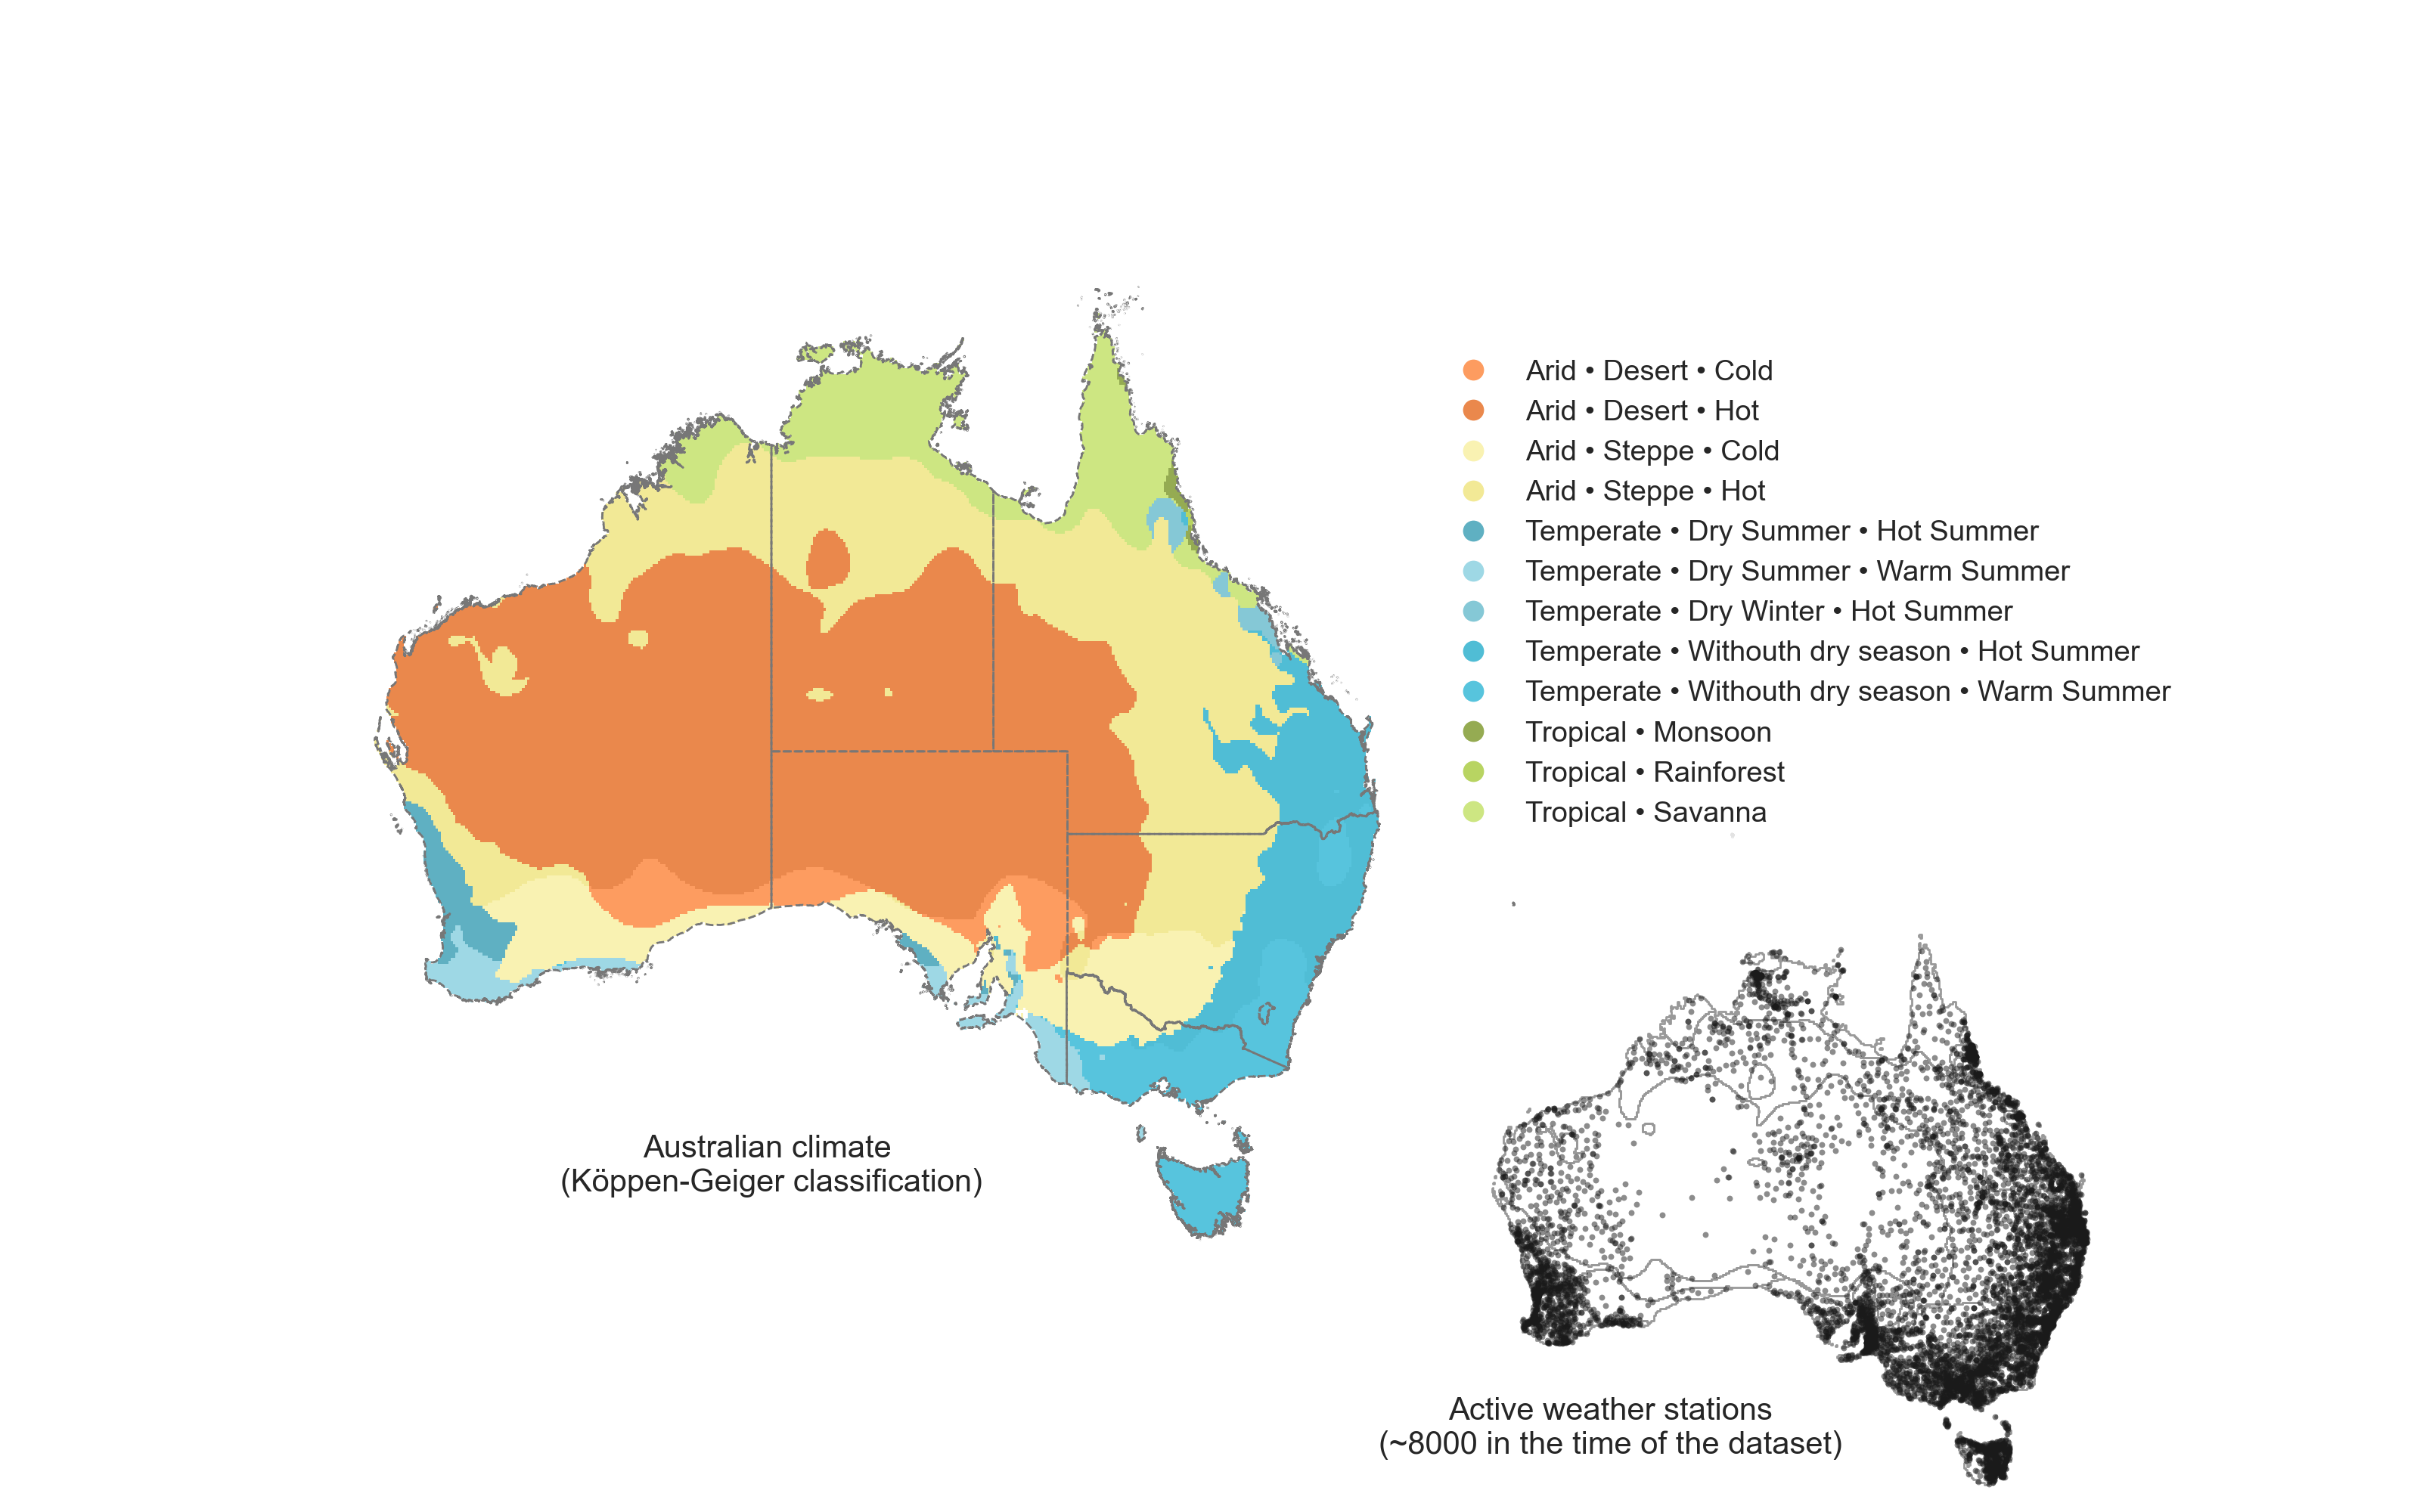 Arid • Desert • Cold
Arid • Desert • Hot
Arid • Steppe • Cold
Arid • Steppe • Hot
Temperate • Dry Summer • Hot Summer
Temperate • Dry Summer • Warm Summer
Temperate • Dry Winter • Hot Summer
Temperate • Withouth dry season • Hot Summer
Temperate • Withouth dry season • Warm Summer
Tropical • Monsoon
Tropical • Rainforest
Tropical • Savanna
Australian climate
(Köppen-Geiger classification)
Active weather stations
(~8000 in the time of the dataset)